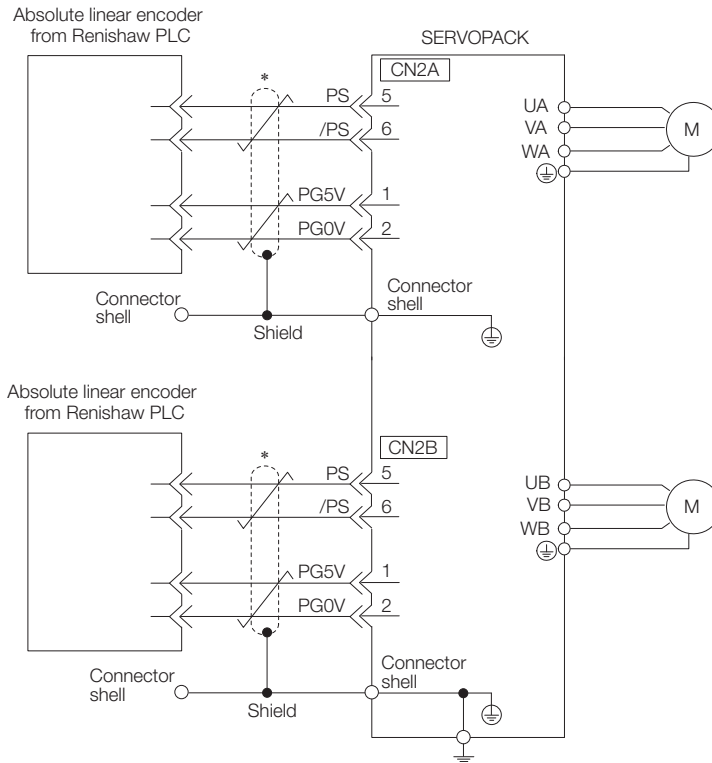 Absolute linear encoder
from Renishaw PLC
SERVOPACK
CN2A
*
PS 5
/PS 6
PG5V 1
PG0V 2
Connector
shell
Shield
Connector
shell
UA
VA
WA
M
Absolute linear encoder
from Renishaw PLC
CN2B
*
PS 5
/PS 6
PG5V 1
PG0V 2
Connector
shell
Shield
Connector
shell
UB
VB
WB
M